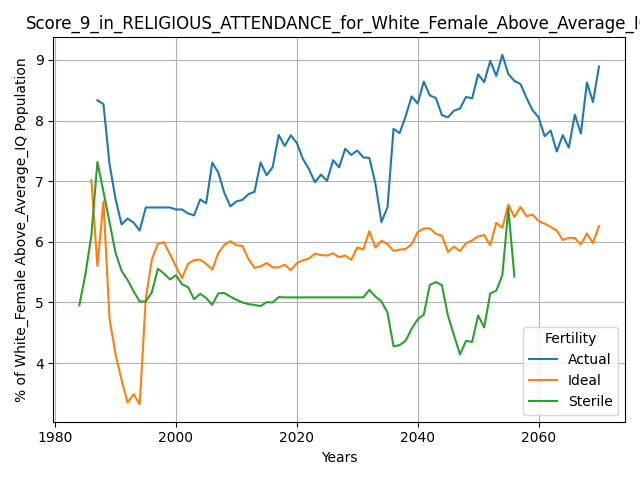 Score_9_in_RELIGIOUS_ATTENDANCE_for_White_Female_Above_Average_I
% of White_Female Above_Average_IQ Population
9
8
7
6
5
4
1980
2000
2020
2040
2060
Years
Fertility
Actual
Ideal
Sterile